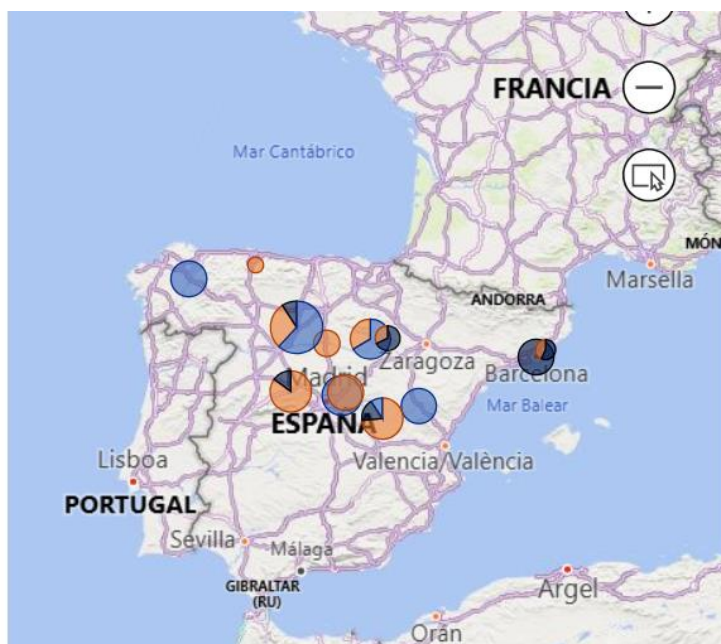 FRANCIA
Mar Cantábrico
MÓN
Marsella
ANDORRA
Zaragoza
Barcelona
Madrid
Mar Balear
ESPAÑA
Lisboa
Valencia/València
PORTUGAL
Sevilla
Málaga
GIBRALTAR
(RU)
Argel
Orán